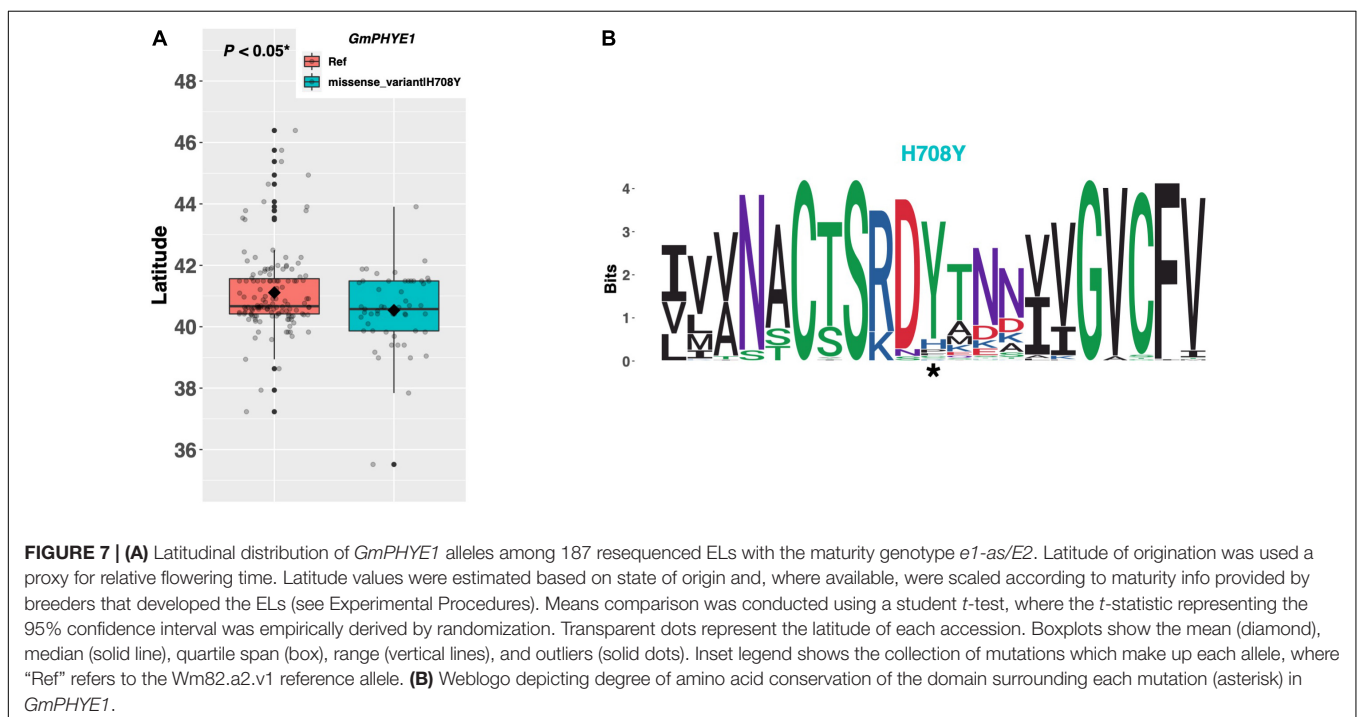 A
B
P < 0.05*
GmPHYE1
Ref
missense_variant|H708Y
48
46
44
42
40
38
36
Latitude
H708Y
4
3
2
1
0
Bits
*
FIGURE 7 | (A) Latitudinal distribution of GmPHYE1 alleles among 187 resequenced ELs with the maturity genotype e1-as/E2. Latitude of origination was used a
proxy for relative flowering time. Latitude values were estimated based on state of origin and, where available, were scaled according to maturity info provided by
breeders that developed the ELs (see Experimental Procedures). Means comparison was conducted using a student t-test, where the t-statistic representing the
95% confidence interval was empirically derived by randomization. Transparent dots represent the latitude of each accession. Boxplots show the mean (diamond),
median (solid line), quartile span (box), range (vertical lines), and outliers (solid dots). Inset legend shows the collection of mutations which make up each allele, where
“Ref” refers to the Wm82.a2.v1 reference allele. (B) Weblogo depicting degree of amino acid conservation of the domain surrounding each mutation (asterisk) in
GmPHYE1.